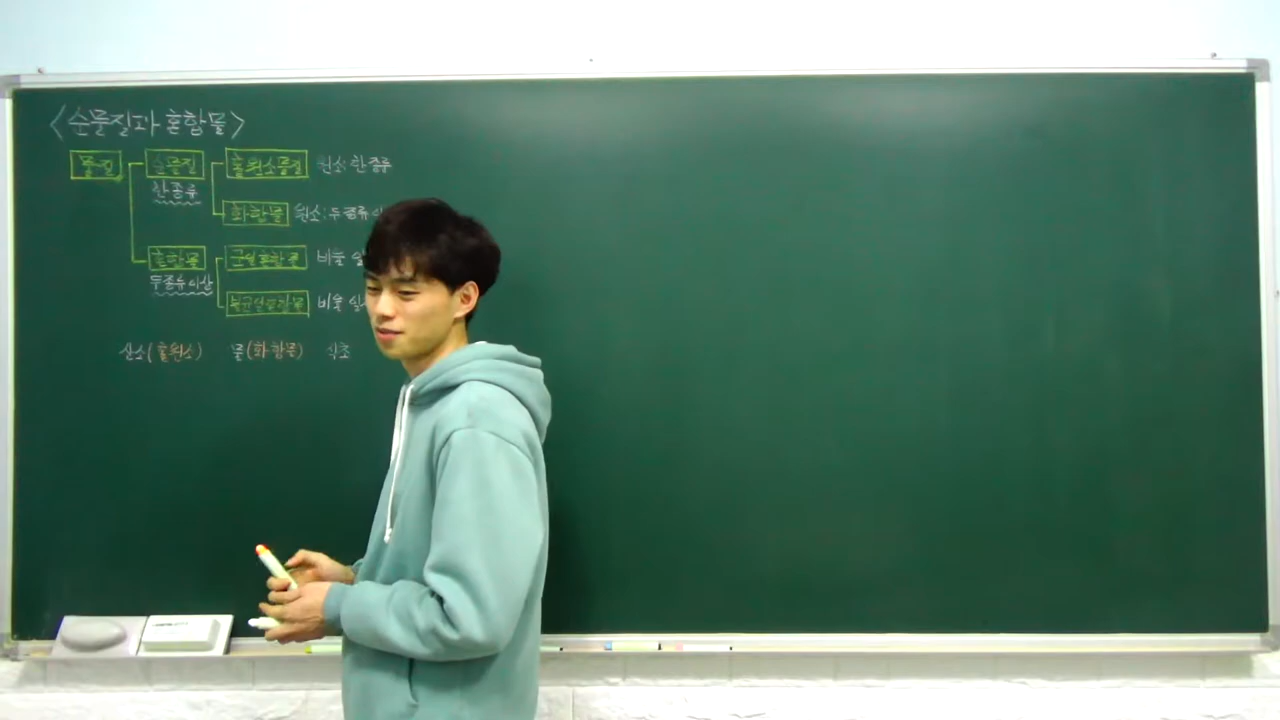 <순물질과 혼합물>
물질 순물질 홑원소물질 원소: 한 종류
한 종류
화합물 원소: 두 종류 이
혼합물 균일혼합물 비율 일
두 종류 이상
불균일혼합물 비율 일
산소(홑원소) 물(화합물) 식초